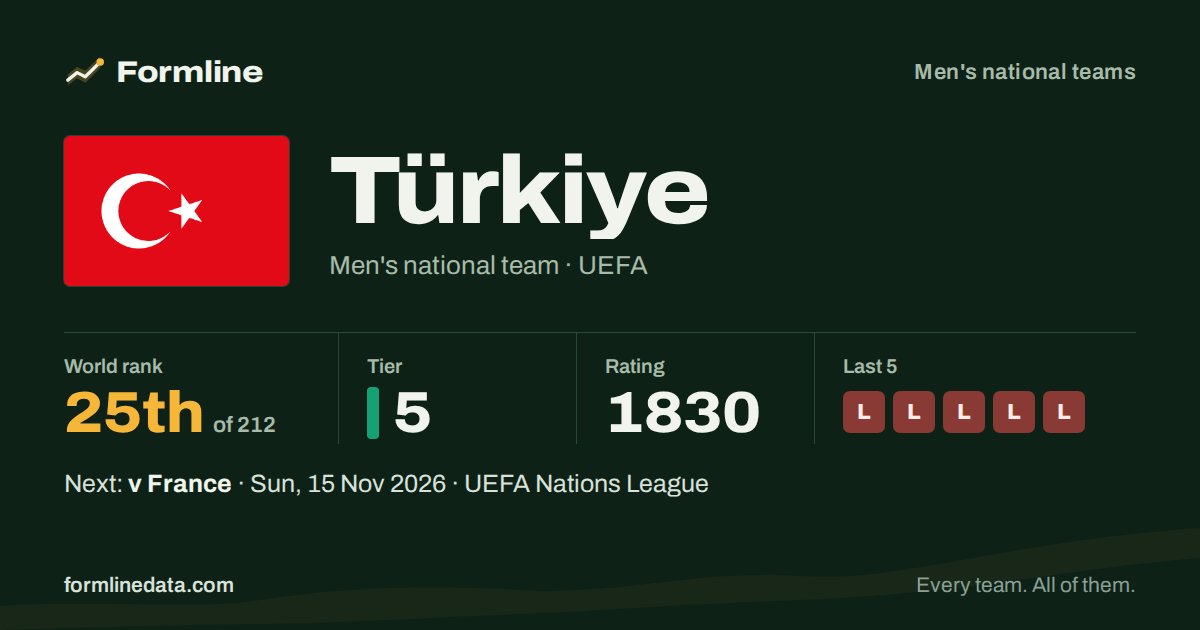 Formline
Men's national teams
Türkiye
Men's national team · UEFA
World rank
25th of 212
Tier
5
Rating
1830
Last 5
L L L L L
Next: v France · Sun, 15 Nov 2026 · UEFA Nations League
formlinedata.com
Every team. All of them.